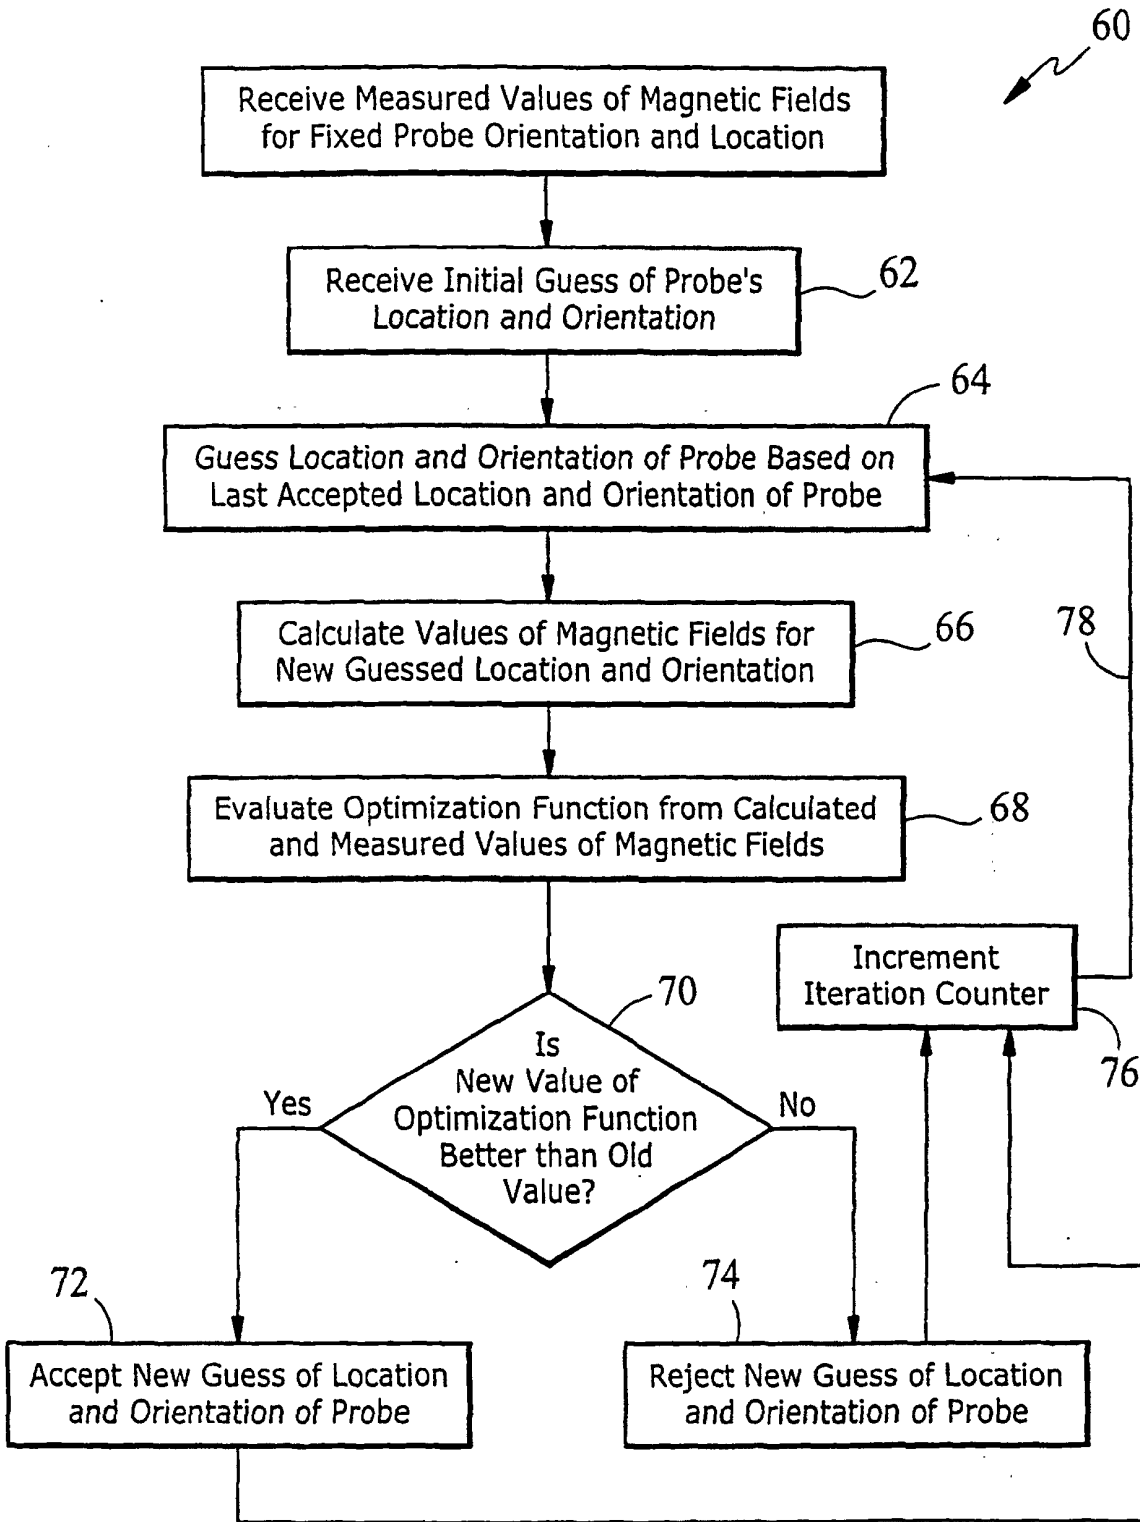 60
Receive Measured Values of Magnetic Fields
for Fixed Probe Orientation and Location
Receive Initial Guess of Probe's
Location and Orientation
62
64
Guess Location and Orientation of Probe Based on
Last Accepted Location and Orientation of Probe
Calculate Values of Magnetic Fields for
New Guessed Location and Orientation
66
78
Evaluate Optimization Function from Calculated
and Measured Values of Magnetic Fields
68
Increment
Iteration Counter
76
70
Is
New Value of
Optimization Function
Better than Old
Value?
Yes
No
72
Accept New Guess of Location
and Orientation of Probe
74
Reject New Guess of Location
and Orientation of Probe